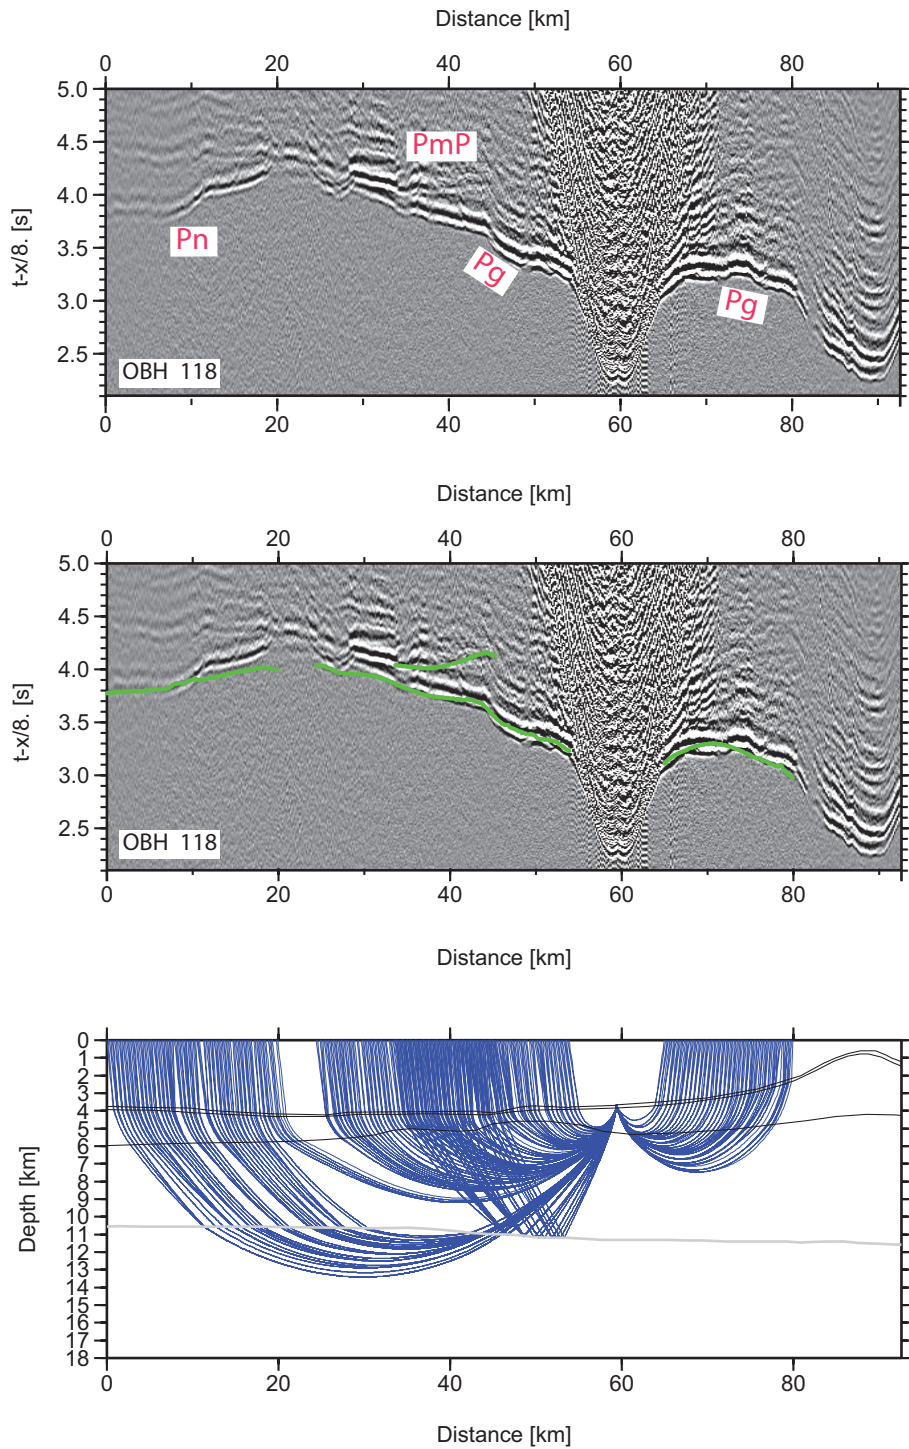 Distance [km]
0 20 40 60 80
5.0
4.5
4.0
3.5
3.0
2.5
t-x/8. [s]
PmP
Pn
Pg
Pg
OBH 118
0 20 40 60 80
Distance [km]
0 20 40 60 80
5.0
4.5
4.0
3.5
3.0
2.5
t-x/8. [s]
OBH 118
0 20 40 60 80
Distance [km]
0
1
2
3
4
5
6
7
8
9
10
11
12
13
14
15
16
17
18
Depth [km]
0 20 40 60 80
Distance [km]